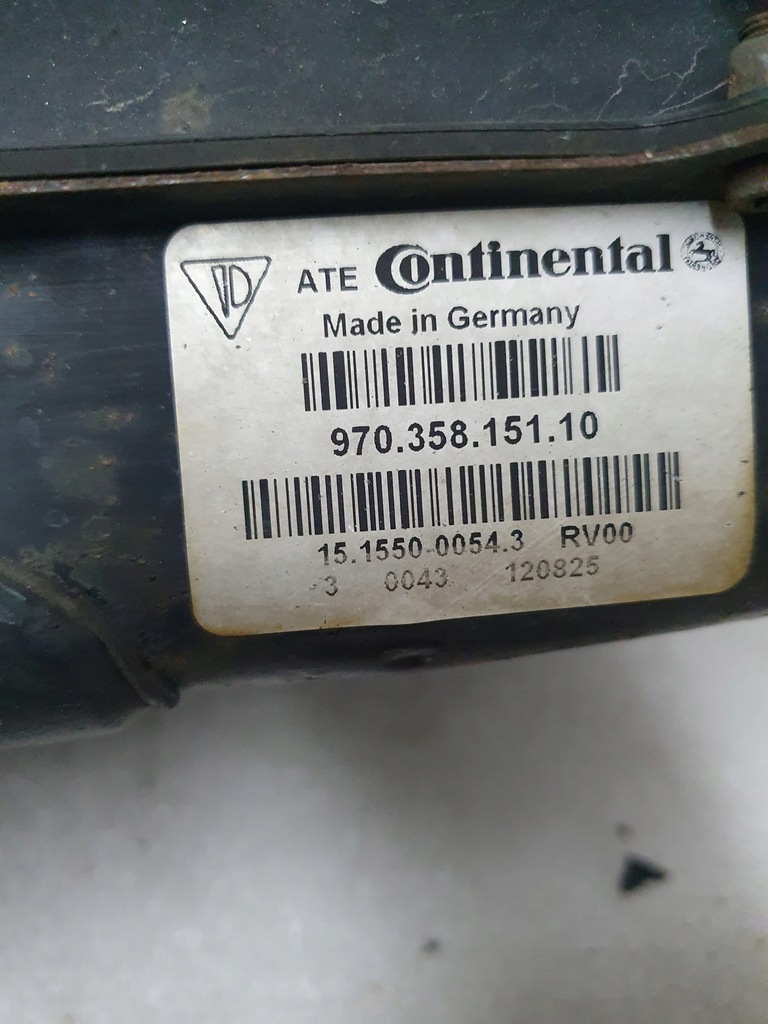 ATE Continental
Made in Germany
970.358.151.10
15.1550-0054.3 RV00
3 0043 120825